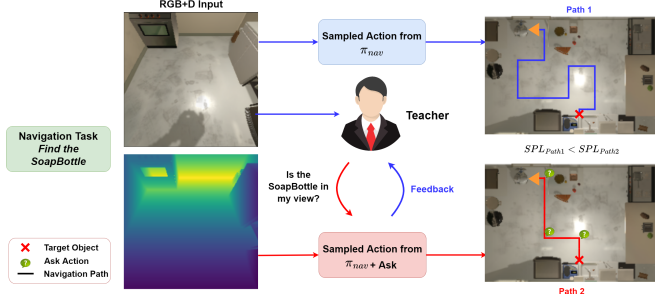 RGB+D Input
Sampled Action from
π_nav
Path 1
Teacher
Navigation Task
Find the
SoapBottle
SPL_Path1 < SPL_Path2
Is the
SoapBottle in
my view?
Feedback
Target Object
Ask Action
Navigation Path
Sampled Action from
π_nav + Ask
?
?
?
?
Path 2